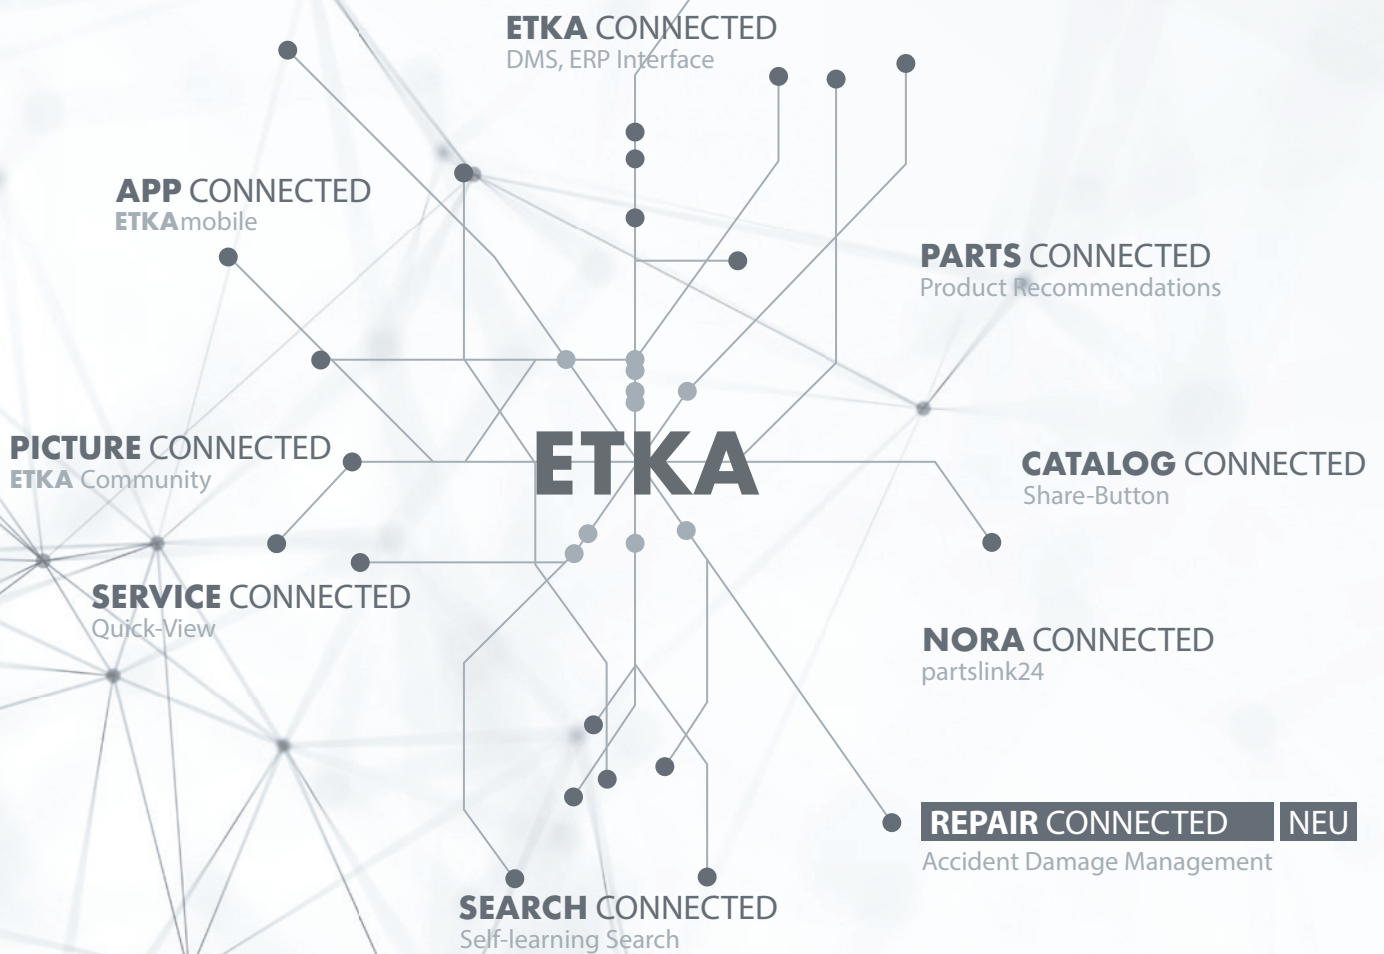 ETKA CONNECTED
DMS, ERP Interface
APP CONNECTED
ETKAmobile
PARTS CONNECTED
Product Recommendations
PICTURE CONNECTED
ETKA Community
ETKA
CATALOG CONNECTED
Share-Button
SERVICE CONNECTED
Quick-View
NORA CONNECTED
partslink24
REPAIR CONNECTED NEU
Accident Damage Management
SEARCH CONNECTED
Self-learning Search